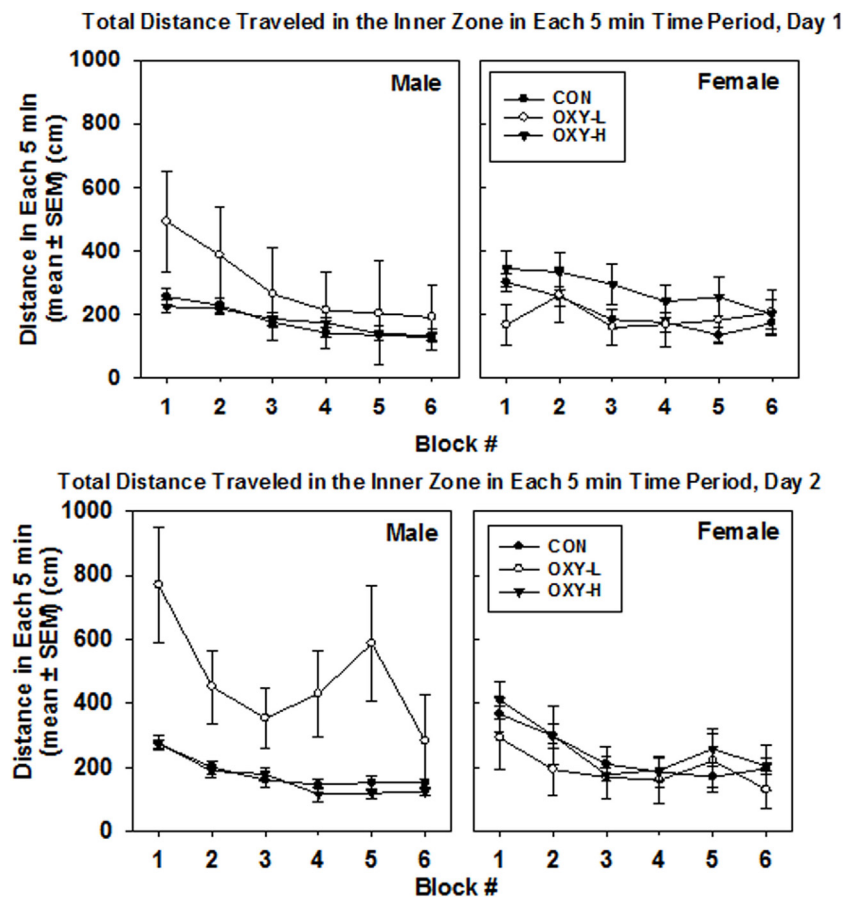 Total Distance Traveled in the Inner Zone in Each 5 min Time Period, Day 1
Distance In Each 5 min
(mean ± SEM) (cm)
1000
800
600
400
200
0
Male
Female
CON
OXY-L
OXY-H
1 2 3 4 5 6
1 2 3 4 5 6
Block #
Total Distance Traveled in the Inner Zone in Each 5 min Time Period, Day 2
Distance in Each 5 min
(mean ± SEM) (cm)
1000
800
600
400
200
0
Male
Female
CON
OXY-L
OXY-H
1 2 3 4 5 6
1 2 3 4 5 6
Block #